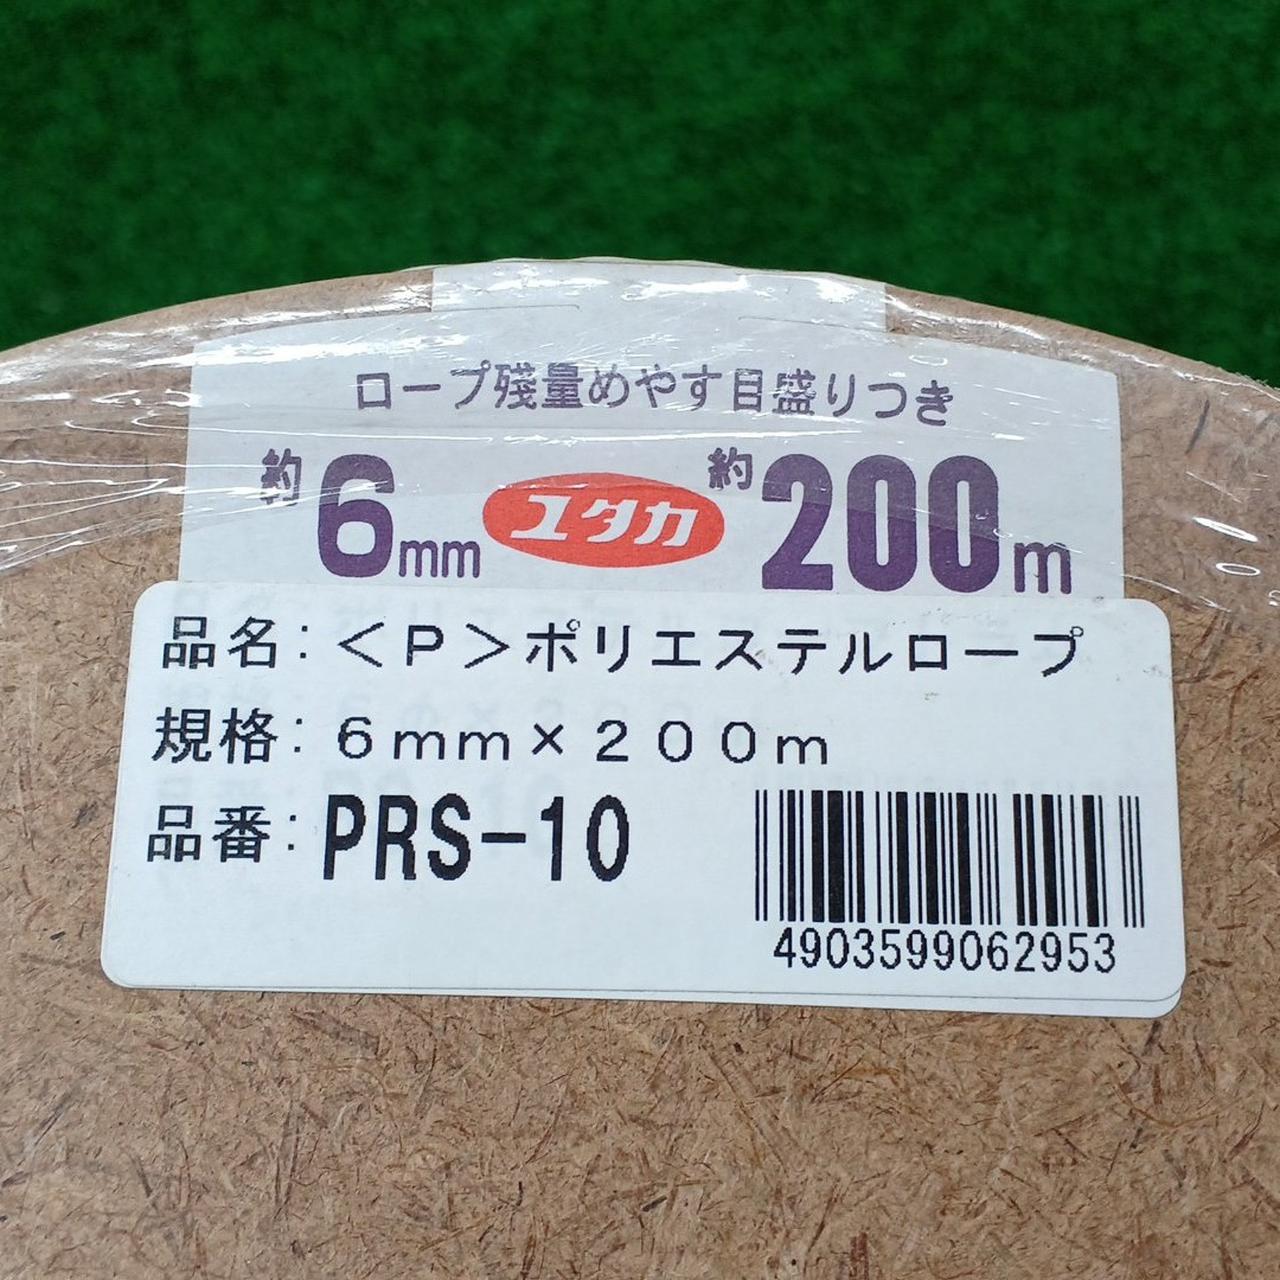 ロープ残量めやす目盛りつき
約6mm ユタカ 約200m
品名:＜Ｐ＞ポリエステルロープ
規格:６ｍｍ×２００ｍ
品番:PRS-10
4903599062953